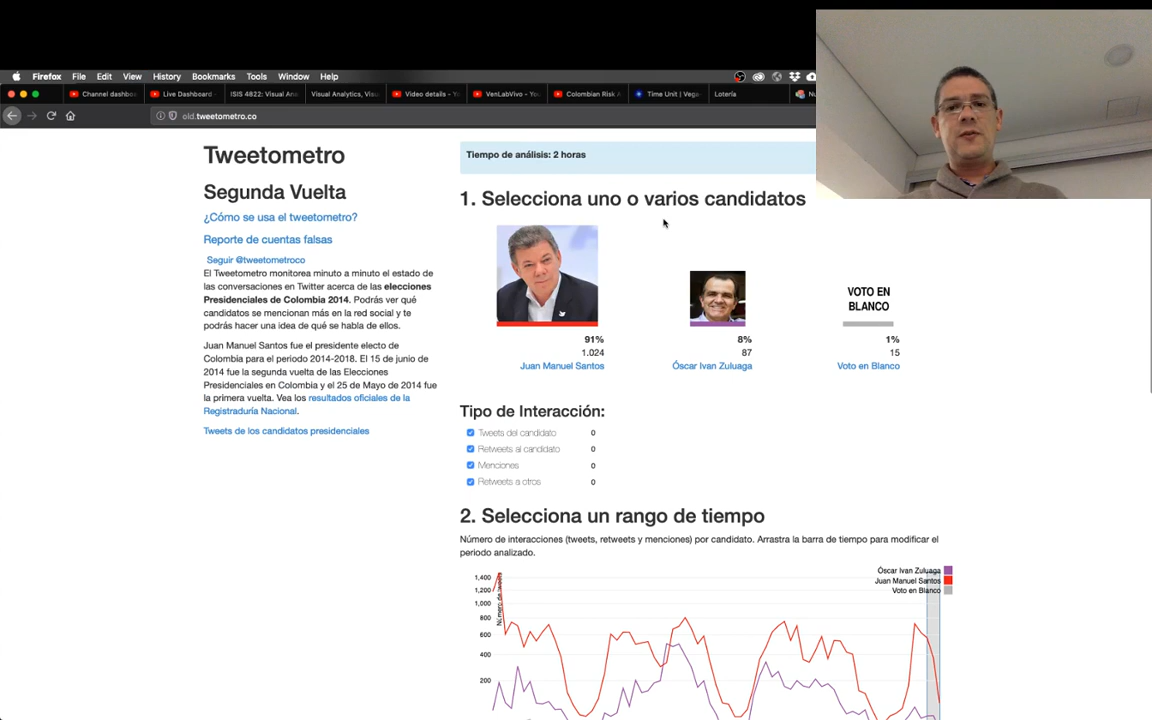 Firefox File Edit View History Bookmarks Tools Window Help
Channel dashbo
Live Dashboard
ISIS 4822: Visual Ana
Visual Analytics, Visu
Video details - Y
VenLabVivo - You
Colombian Risk A
Time Unit | Vega
Lotería
Nu
old.tweetometro.co
Tweetometro
Segunda Vuelta
¿Cómo se usa el tweetometro?
Reporte de cuentas falsas
Seguir @tweetometroco
El Tweetometro monitorea minuto a minuto el estado de
las conversaciones en Twitter acerca de las elecciones
Presidenciales de Colombia 2014. Podrás ver qué
candidatos se mencionan más en la red social y te
podrás hacer una idea de qué se habla de ellos.
Juan Manuel Santos fue el presidente electo de
Colombia para el periodo 2014-2018. El 15 de junio de
2014 fue la segunda vuelta de las Elecciones
Presidenciales en Colombia y el 25 de Mayo de 2014 fue
la primera vuelta. Vea los resultados oficiales de la
Registraduría Nacional.
Tweets de los candidatos presidenciales
Tiempo de análisis: 2 horas
1. Selecciona uno o varios candidatos
VOTO EN
BLANCO
91% 8% 1%
1.024 87 15
Juan Manuel Santos Óscar Ivan Zuluaga Voto en Blanco
Tipo de Interacción:
Tweets del candidato 0
Retweets al candidato 0
Menciones 0
Retweets a otros 0
2. Selecciona un rango de tiempo
Número de interacciones (tweets, retweets y menciones) por candidato. Arrastra la barra de tiempo para modificar el
periodo analizado.
Óscar Ivan Zuluaga
Juan Manuel Santos
Voto en Blanco
Número de tweets
1,400
1,200
1,000
800
600
400
200